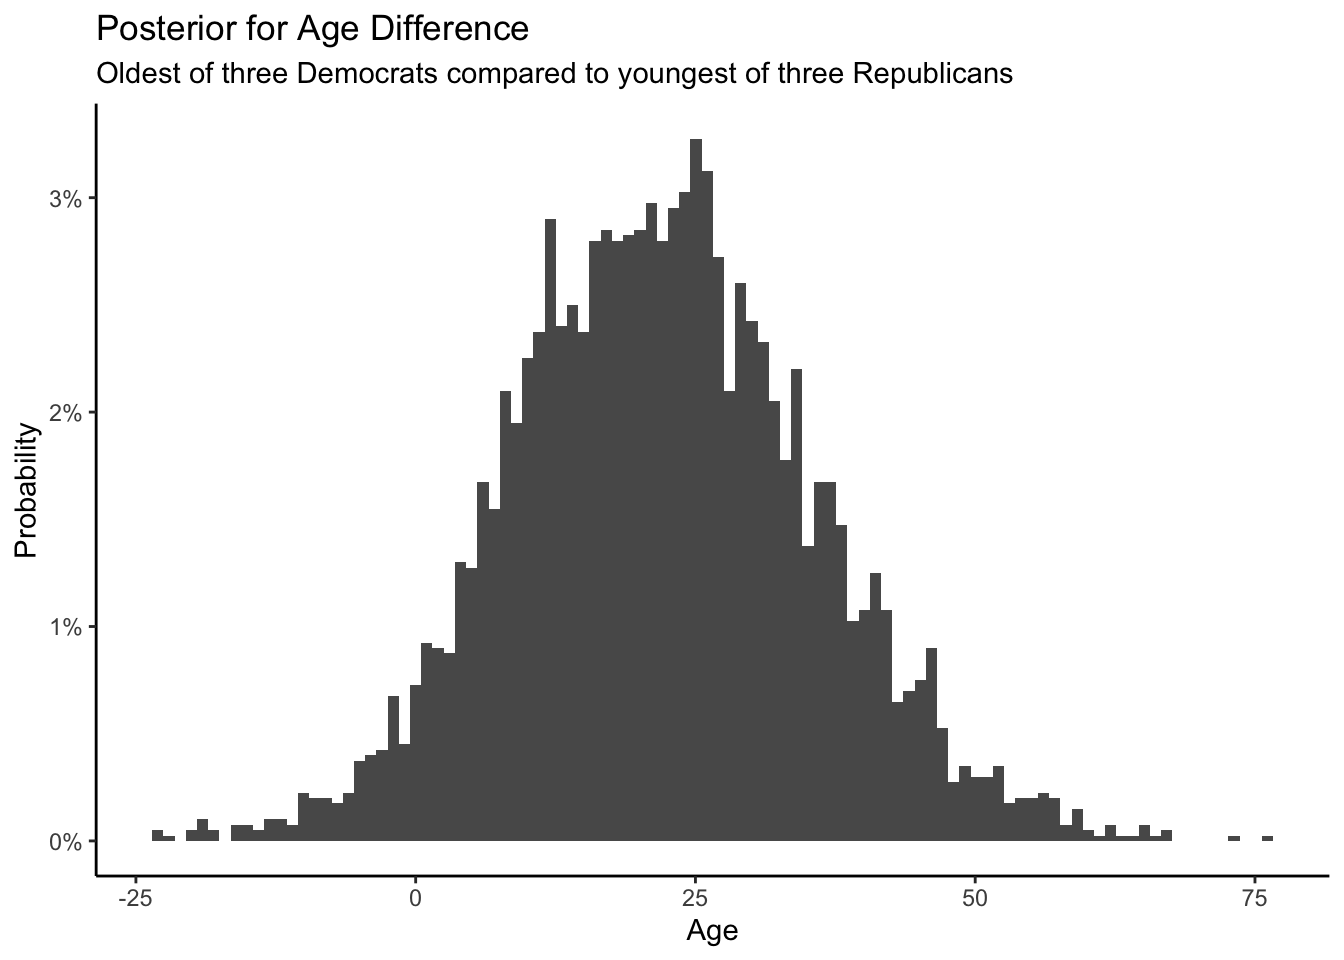 Posterior for Age Difference
Oldest of three Democrats compared to youngest of three Republicans
3%
2%
1%
0%
Probability
-25 0 25 50 75
Age